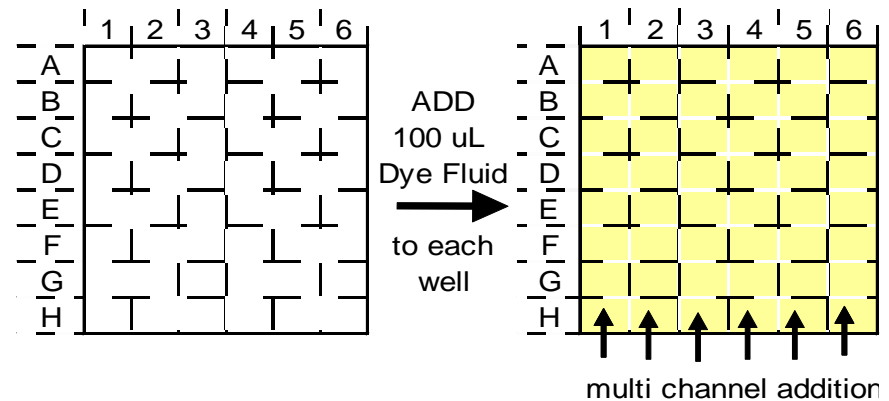 1 2 3 4 5 6
A
B
C
D
E
F
G
H
ADD
100 uL
Dye Fluid
to each
well
1 2 3 4 5 6
A
B
C
D
E
F
G
H
multi channel addition